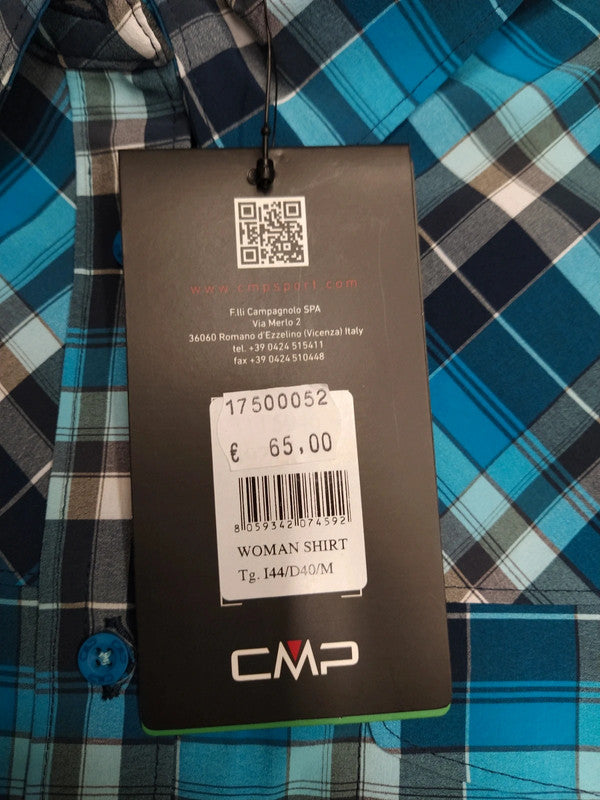 www.cmpsport.com
F.lli Campagnolo SPA
Via Merlo 2
36060 Romano d'Ezzelino (Vicenza) Italy
tel. +39 0424 515411
fax +39 0424 510448
17500052
€ 65,00
8 059342 074592
WOMAN SHIRT
Tg. I44/D40/M
CMP